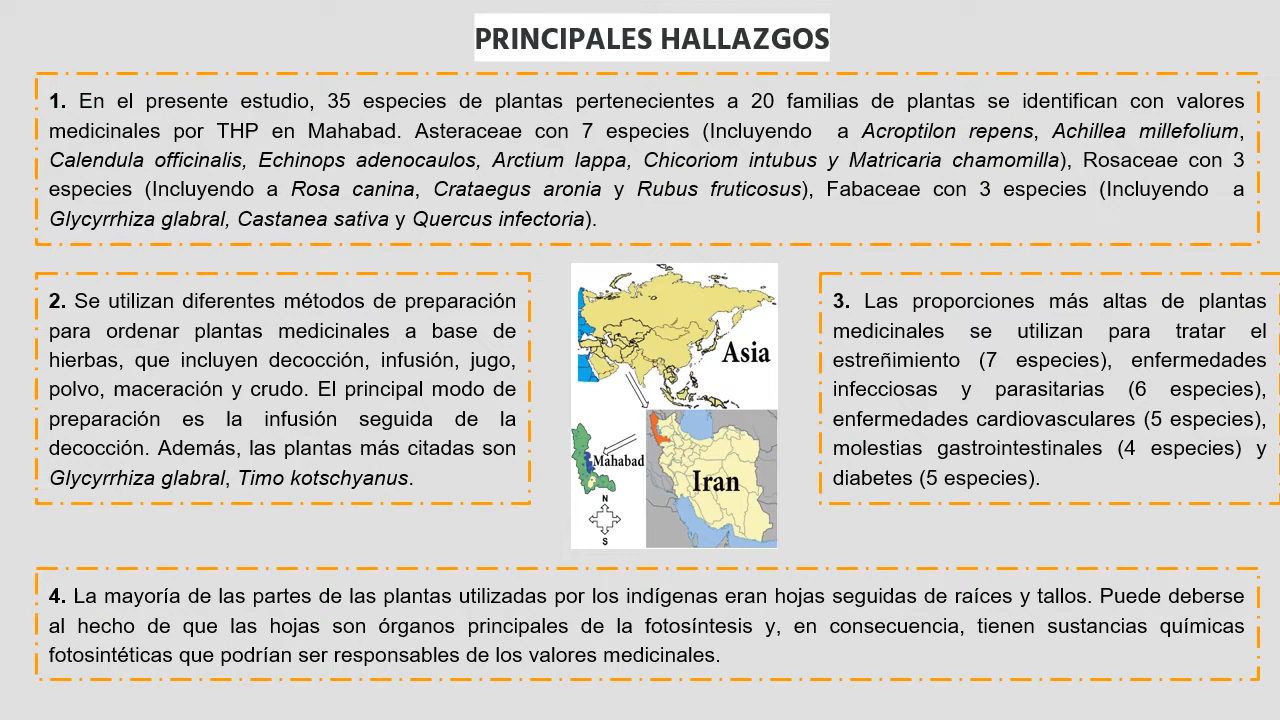 PRINCIPALES HALLAZGOS
1. En el presente estudio, 35 especies de plantas pertenecientes a 20 familias de plantas se identifican con valores
medicinales por THP en Mahabad. Asteraceae con 7 especies (Incluyendo a Acroptilon repens, Achillea millefolium,
Calendula officinalis, Echinops adenocaulos, Arctium lappa, Chicoriom intubus y Matricaria chamomilla), Rosaceae con 3
especies (Incluyendo a Rosa canina, Crataegus aronia y Rubus fruticosus), Fabaceae con 3 especies (Incluyendo a
Glycyrrhiza glabral, Castanea sativa y Quercus infectoria).
2. Se utilizan diferentes métodos de preparación
para ordenar plantas medicinales a base de
hierbas, que incluyen decocción, infusión, jugo,
polvo, maceración y crudo. El principal modo de
preparación es la infusión seguida de la
decocción. Además, las plantas más citadas son
Glycyrrhiza glabral, Timo kotschyanus.
Asia
Mahabad
Iran
N
S
3. Las proporciones más altas de plantas
medicinales se utilizan para tratar el
estreñimiento (7 especies), enfermedades
infecciosas y parasitarias (6 especies),
enfermedades cardiovasculares (5 especies),
molestias gastrointestinales (4 especies) y
diabetes (5 especies).
4. La mayoría de las partes de las plantas utilizadas por los indígenas eran hojas seguidas de raíces y tallos. Puede deberse
al hecho de que las hojas son órganos principales de la fotosíntesis y, en consecuencia, tienen sustancias químicas
fotosintéticas que podrían ser responsables de los valores medicinales.